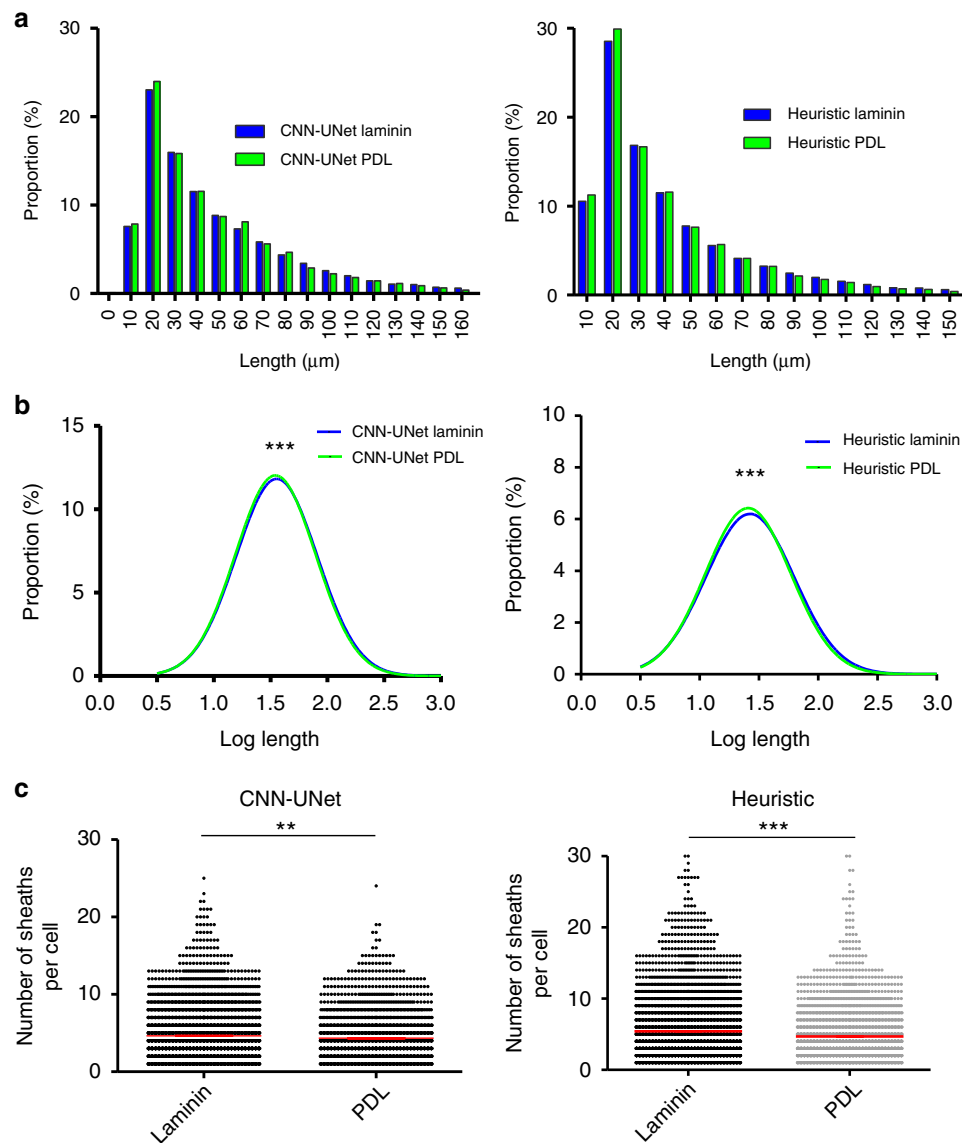 a
30
20
10
0
Proportion (%)
CNN-UNet laminin
CNN-UNet PDL
0
10
20
30
40
50
60
70
80
90
100
110
120
130
140
150
160
Length (μm)
30
20
10
0
Proportion (%)
Heuristic laminin
Heuristic PDL
10
20
30
40
50
60
70
80
90
100
110
120
130
140
150
Length (μm)
b
15
10
5
0
Proportion (%)
CNN-UNet laminin
CNN-UNet PDL
***
0.0 0.5 1.0 1.5 2.0 2.5 3.0
Log length
10
8
6
4
2
0
Proportion (%)
Heuristic laminin
Heuristic PDL
***
0.0 0.5 1.0 1.5 2.0 2.5 3.0
Log length
c
CNN-UNet
**
30
20
10
0
Number of sheaths
per cell
Laminin
PDL
Heuristic
***
30
20
10
0
Number of sheaths
per cell
Laminin
PDL